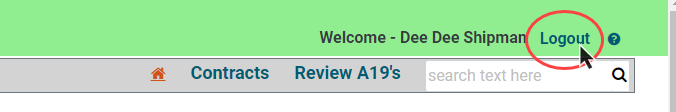 Welcome - Dee Dee Shipman Logout ?
Contracts Review A19's search text here